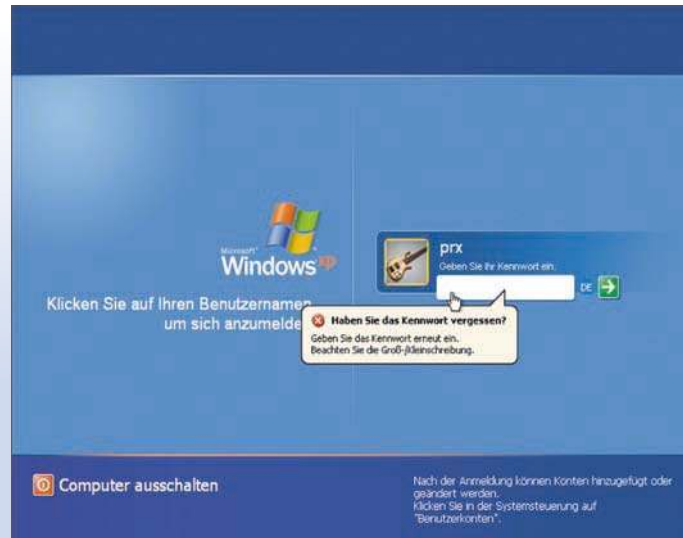 Microsoft
Windows xp
Klicken Sie auf Ihren Benutzernamen,
um sich anzumelde
prx
Geben Sie Ihr Kennwort ein.
DE
Haben Sie das Kennwort vergessen?
Geben Sie das Kennwort erneut ein.
Beachten Sie die Groß-/Kleinschreibung.
Computer ausschalten
Nach der Anmeldung können Konten hinzugefügt oder
geändert werden.
Klicken Sie in der Systemsteuerung auf
"Benutzerkonten".